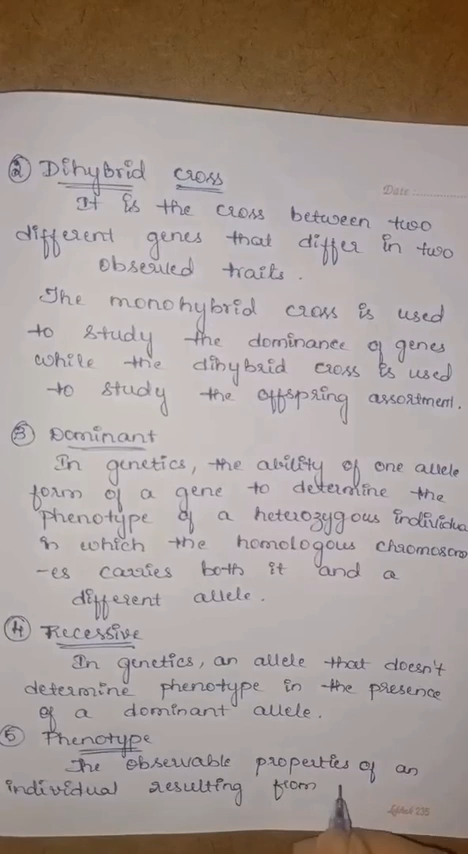 ② Dihybrid cross
Date ..............
It is the cross between two
different genes that differ in two
observed traits.
The monohybrid cross is used
to study the dominance of genes
while the dihybrid cross is used
to study the offspring assortment.
③ Dominant
In genetics, the ability of one allele
form of a gene to determine the
phenotype of a heterozygous individua
in which the homologous chromosom
-es carries both it and a
different allele.
④ Recessive
In genetics, an allele that doesn't
determine phenotype in the presence
of a dominant allele.
⑤ Phenotype
The observable properties of an
individual resulting from